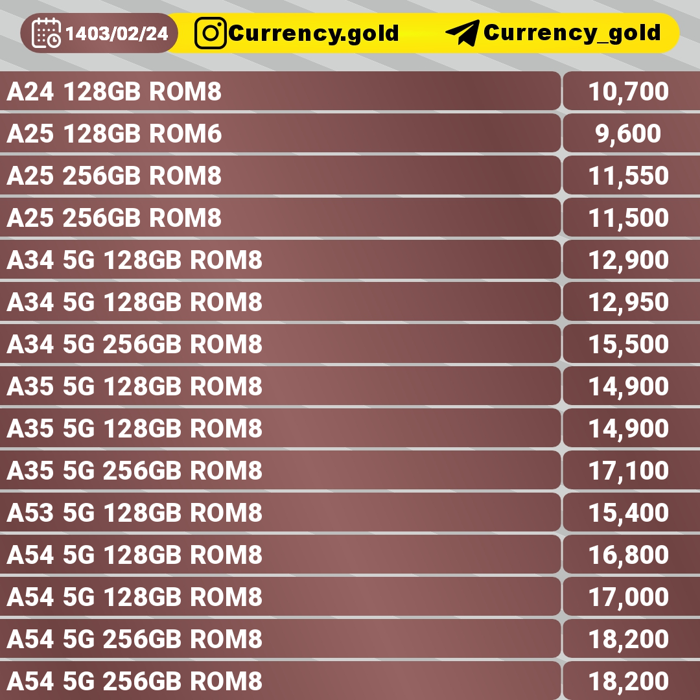 1403/02/24 Currency.gold Currency_gold
A24 128GB ROM8 10,700
A25 128GB ROM6 9,600
A25 256GB ROM8 11,550
A25 256GB ROM8 11,500
A34 5G 128GB ROM8 12,900
A34 5G 128GB ROM8 12,950
A34 5G 256GB ROM8 15,500
A35 5G 128GB ROM8 14,900
A35 5G 128GB ROM8 14,900
A35 5G 256GB ROM8 17,100
A53 5G 128GB ROM8 15,400
A54 5G 128GB ROM8 16,800
A54 5G 128GB ROM8 17,000
A54 5G 256GB ROM8 18,200
A54 5G 256GB ROM8 18,200